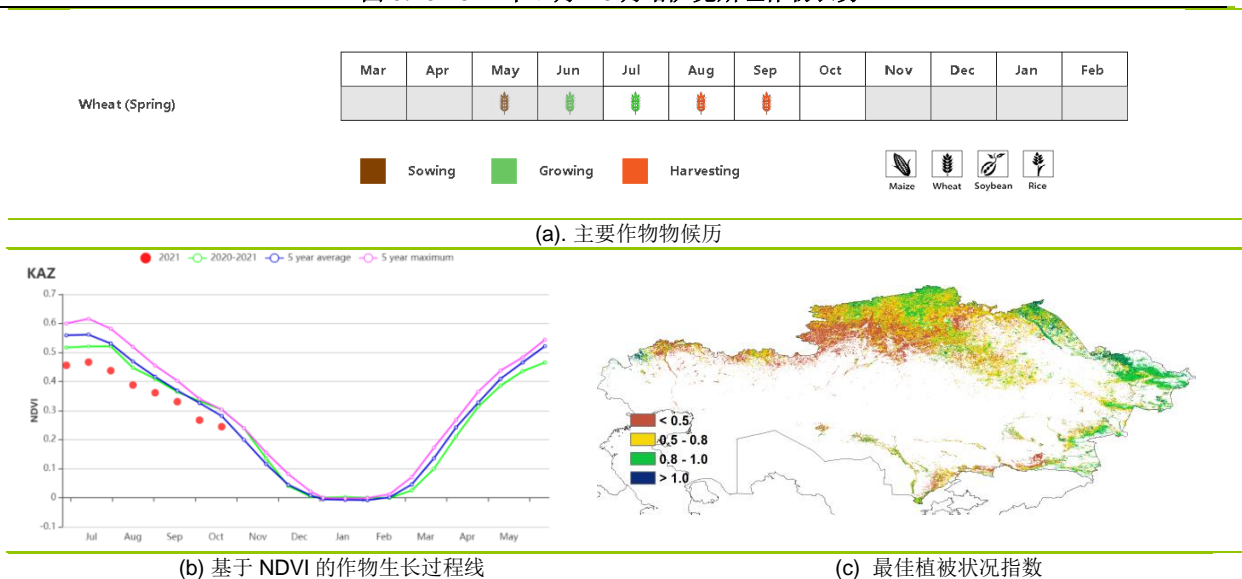 Mar Apr May Jun Jul Aug Sep Oct Nov Dec Jan Feb
Wheat (Spring)
Sowing Growing Harvesting
Maize Wheat Soybean Rice
(a). 主要作物物候历
2021 2020-2021 5 year average 5 year maximum
KAZ
NDVI
0.7
0.6
0.5
0.4
0.3
0.2
0.1
0
-0.1
Jul Aug Sep Oct Nov Dec Jan Feb Mar Apr May
< 0.5
0.5 - 0.8
0.8 - 1.0
> 1.0
(b) 基于 NDVI 的作物生长过程线
(c) 最佳植被状况指数